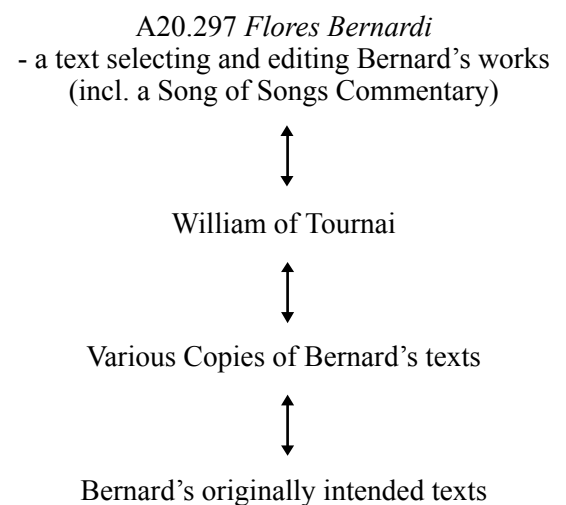 A20.297 Flores Bernardi
- a text selecting and editing Bernard’s works
(incl. a Song of Songs Commentary)
William of Tournai
Various Copies of Bernard’s texts
Bernard’s originally intended texts